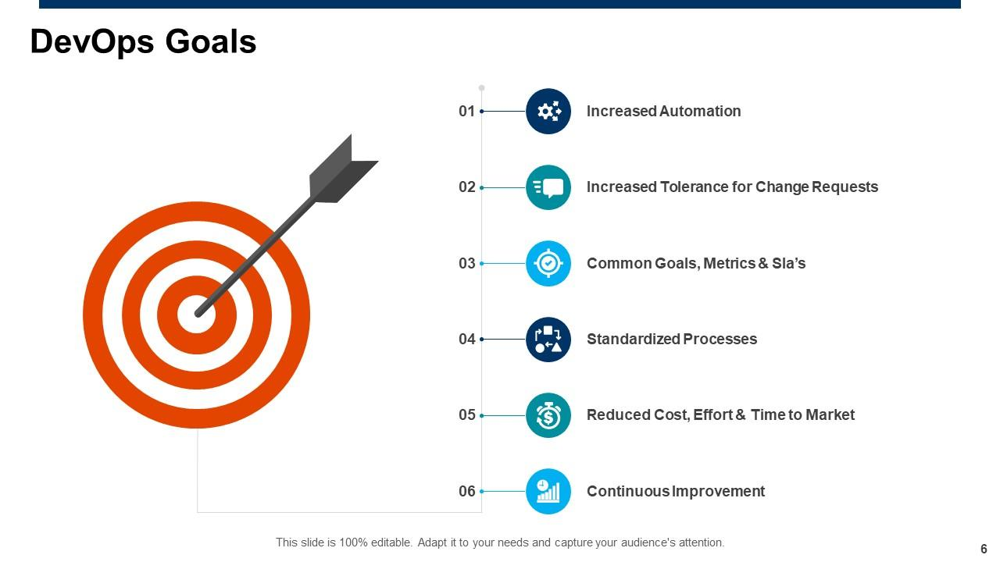 DevOps Goals
01 Increased Automation
02 Increased Tolerance for Change Requests
03 Common Goals, Metrics & Sla’s
04 Standardized Processes
05 Reduced Cost, Effort & Time to Market
06 Continuous Improvement
This slide is 100% editable. Adapt it to your needs and capture your audience's attention.
6